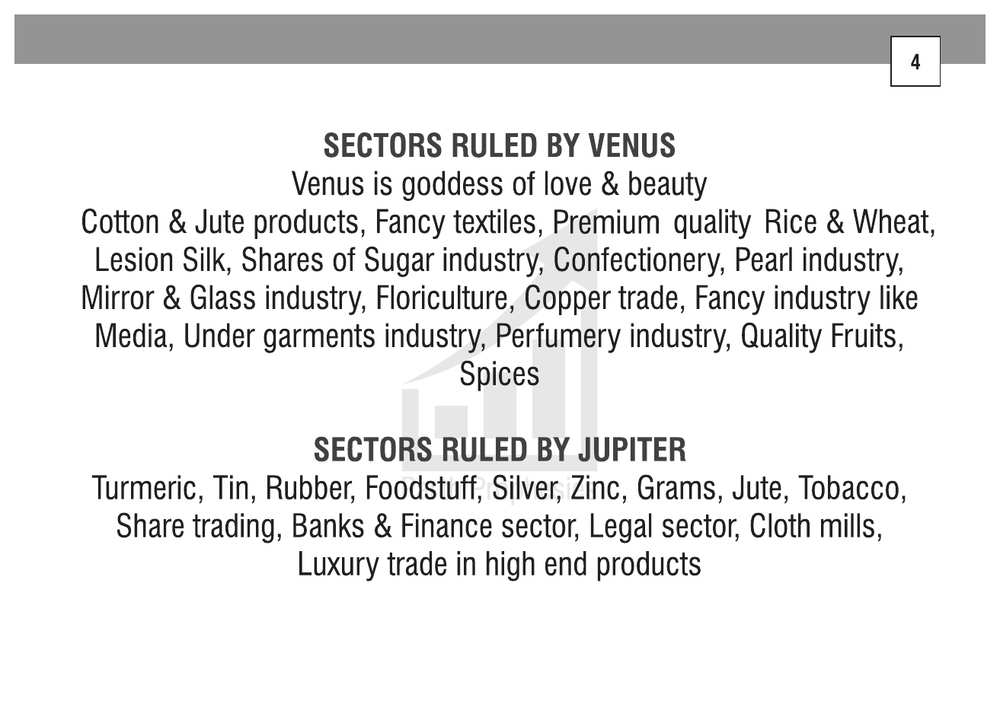 4
SECTORS RULED BY VENUS
Venus is goddess of love & beauty
Cotton & Jute products, Fancy textiles, Premium quality Rice & Wheat,
Lesion Silk, Shares of Sugar industry, Confectionery, Pearl industry,
Mirror & Glass industry, Floriculture, Copper trade, Fancy industry like
Media, Under garments industry, Perfumery industry, Quality Fruits,
Spices
SECTORS RULED BY JUPITER
Turmeric, Tin, Rubber, Foodstuff, Silver, Zinc, Grams, Jute, Tobacco,
Share trading, Banks & Finance sector, Legal sector, Cloth mills,
Luxury trade in high end products